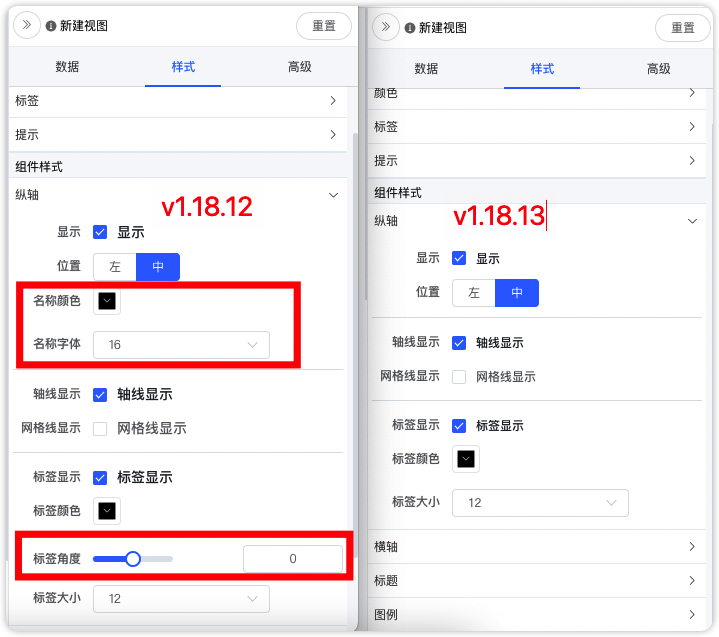 新建视图
重置
数据 样式 高级
标签
提示
组件样式
纵轴
v1.18.12
显示 显示
位置 左 中
名称颜色
名称字体 16
轴线显示 轴线显示
网格线显示 网格线显示
标签显示 标签显示
标签颜色
标签角度 0
标签大小 12
新建视图
重置
数据 样式 高级
颜色
标签
提示
组件样式
纵轴
v1.18.13
显示 显示
位置 左 中
轴线显示 轴线显示
网格线显示 网格线显示
标签显示 标签显示
标签颜色
标签大小 12
横轴
标题
图例